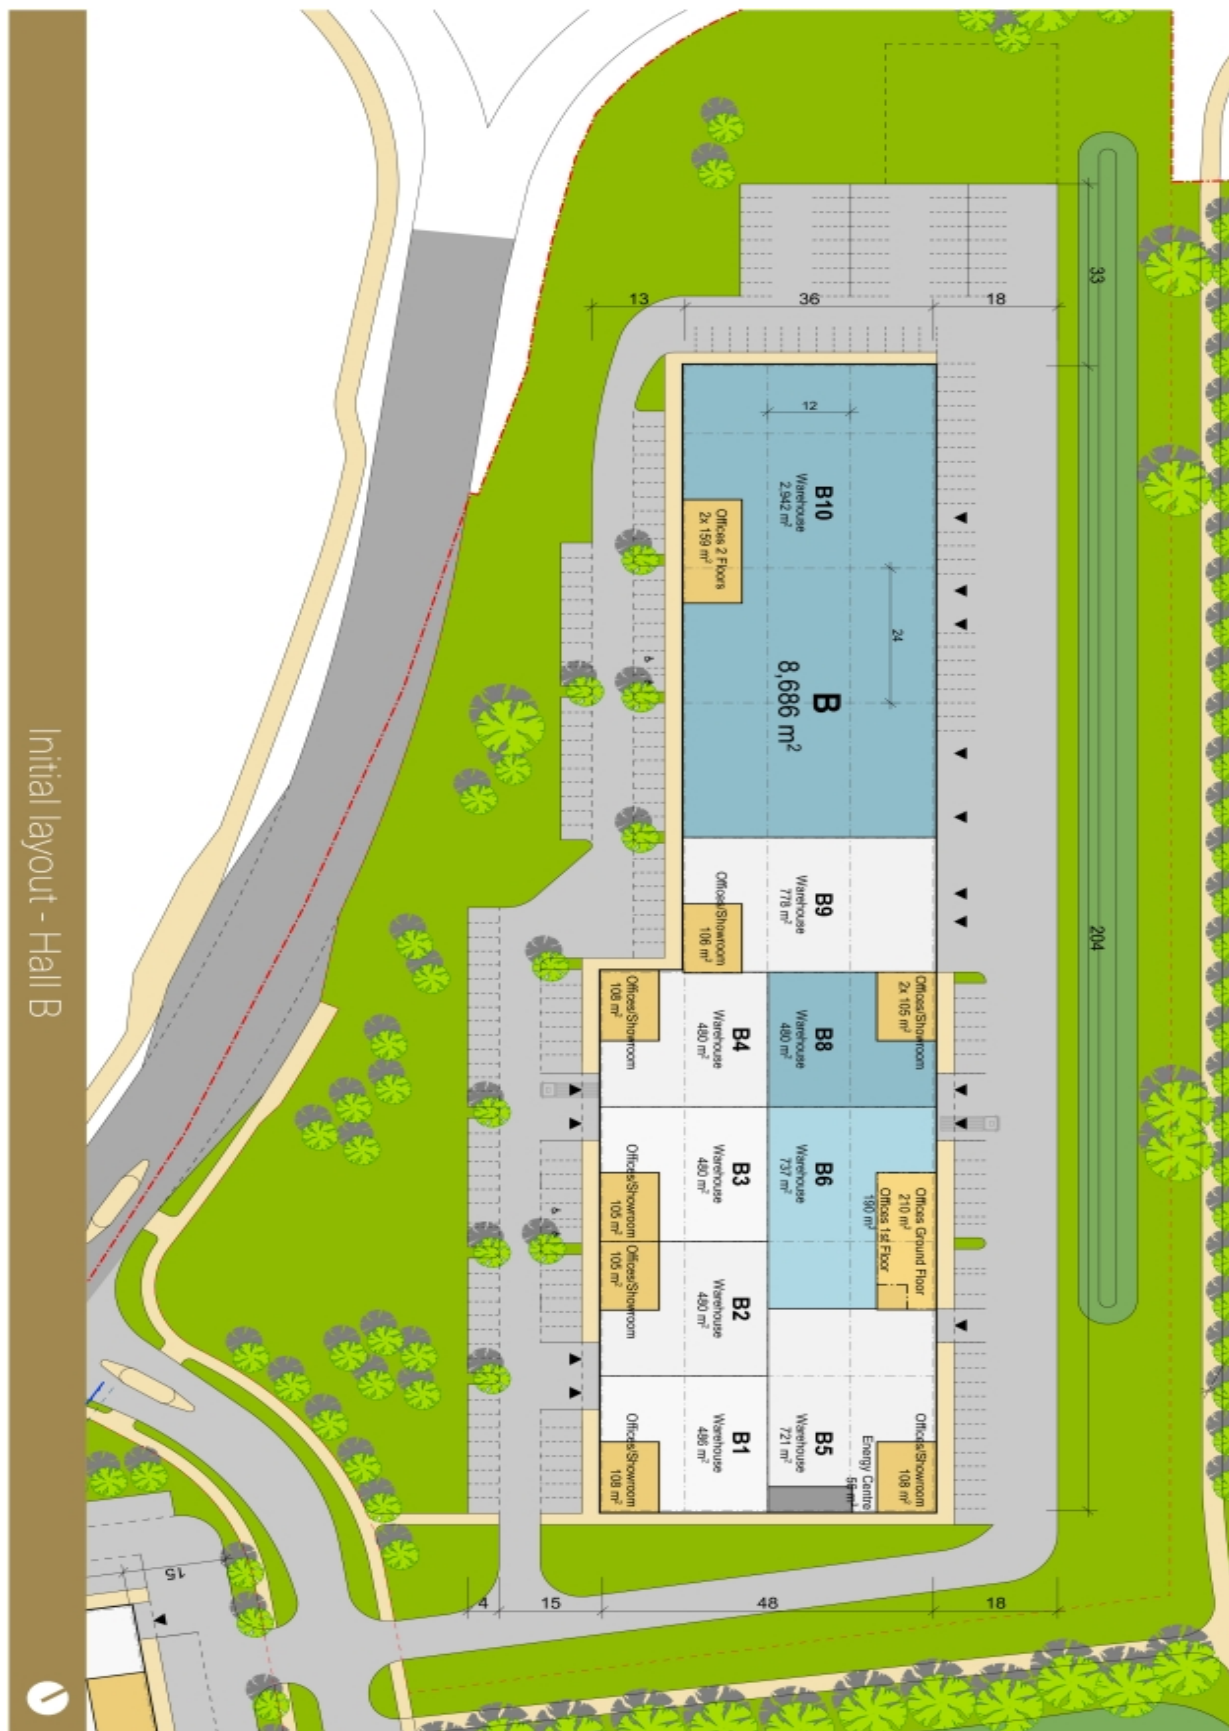 Initial layout - Hall B
33
13
36
18
12
B10
Warehouse
2,942 m²
Offices 2 Floors
2x 159 m²
24
B
8,686 m²
204
B9
Warehouse
778 m²
Offices/Showroom
106 m²
Offices/Showroom
108 m²
B4
Warehouse
480 m²
B8
Warehouse
480 m²
Offices/Showroom
2x 105 m²
B3
Warehouse
480 m²
Offices/Showroom
105 m²
B6
Warehouse
737 m²
Offices Ground Floor
210 m²
Offices 1st Floor
190 m²
Offices/Showroom
105 m²
B2
Warehouse
480 m²
B1
Warehouse
486 m²
Offices/Showroom
108 m²
B5
Warehouse
721 m²
Energy Centre
Offices/Showroom
108 m²
4
15
48
18
15